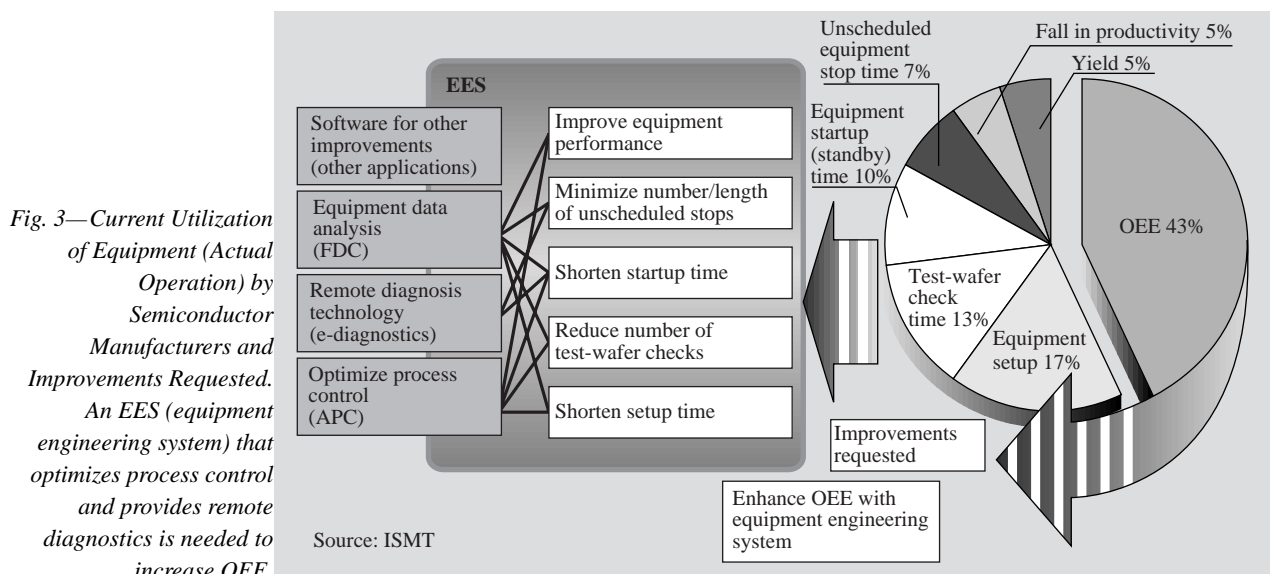 Fig. 3—Current Utilization
of Equipment (Actual
Operation) by
Semiconductor
Manufacturers and
Improvements Requested.
An EES (equipment
engineering system) that
optimizes process control
and provides remote
diagnostics is needed to
increase OEE.
EES
Software for other
improvements
(other applications)
Equipment data
analysis
(FDC)
Remote diagnosis
technology
(e-diagnostics)
Optimize process
control
(APC)
Improve equipment
performance
Minimize number/length
of unscheduled stops
Shorten startup time
Reduce number of
test-wafer checks
Shorten setup time
Unscheduled
equipment
stop time 7%
Fall in productivity 5%
Yield 5%
Equipment
startup
(standby)
time 10%
OEE 43%
Test-wafer
check
time 13%
Equipment
setup 17%
Improvements
requested
Enhance OEE with
equipment engineering
system
Source: ISMT